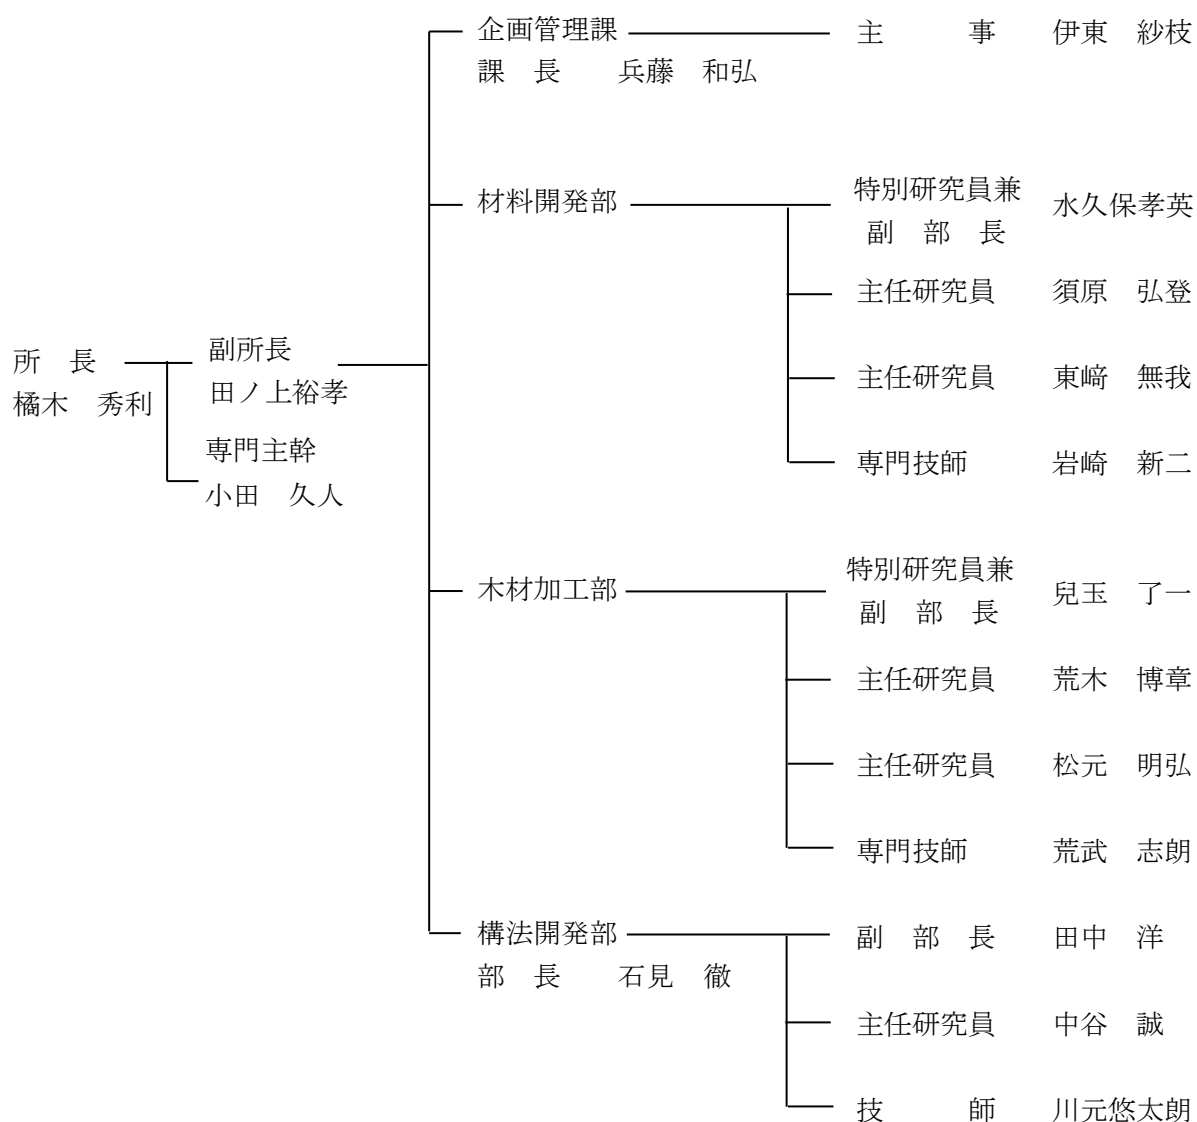 所　長
橘木　秀利
副所長
田ノ上裕孝
専門主幹
小田　久人
企画管理課
課　長　　兵藤　和弘
主　　　事　　伊東　紗枝
材料開発部
特別研究員兼
副　部　長　　水久保孝英
主任研究員　　須原　弘登
主任研究員　　東﨑　無我
専門技師　　　岩崎　新二
木材加工部
特別研究員兼
副　部　長　　兒玉　了一
主任研究員　　荒木　博章
主任研究員　　松元　明弘
専門技師　　　荒武　志朗
構法開発部
部　長　　石見　徹
副　部　長　　田中　洋
主任研究員　　中谷　誠
技　　　師　　川元悠太朗